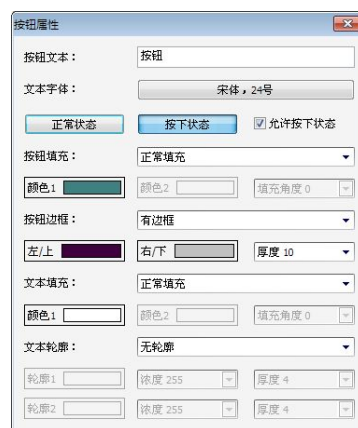 按钮属性
按钮文本： 按钮
文本字体： 宋体，24号
正常状态 按下状态 允许按下状态
按钮填充： 正常填充
颜色1 颜色2 填充角度 0
按钮边框： 有边框
左/上 右/下 厚度 10
文本填充： 正常填充
颜色1 颜色2 填充角度 0
文本轮廓： 无轮廓
轮廓1 浓度 255 厚度 4
轮廓2 浓度 255 厚度 4